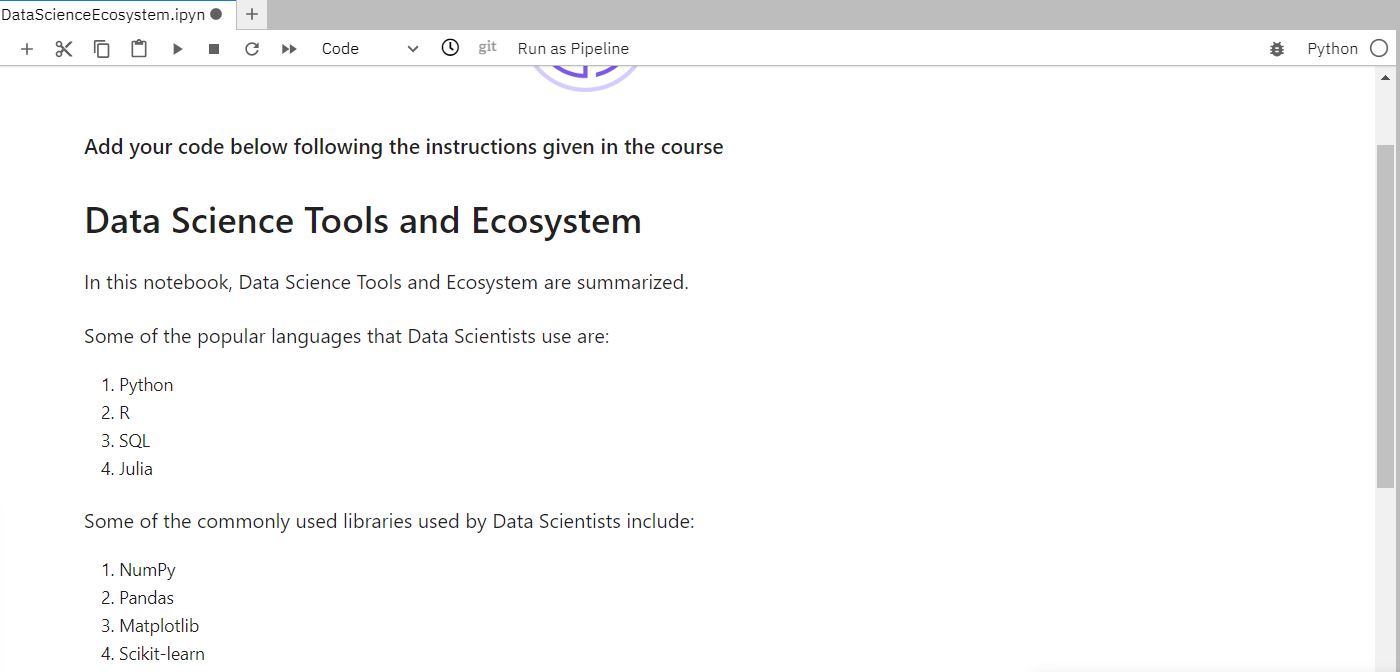 DataScienceEcosystem.ipyn
Code
git
Run as Pipeline
Python
Add your code below following the instructions given in the course
Data Science Tools and Ecosystem
In this notebook, Data Science Tools and Ecosystem are summarized.
Some of the popular languages that Data Scientists use are:
1. Python
2. R
3. SQL
4. Julia
Some of the commonly used libraries used by Data Scientists include:
1. NumPy
2. Pandas
3. Matplotlib
4. Scikit-learn